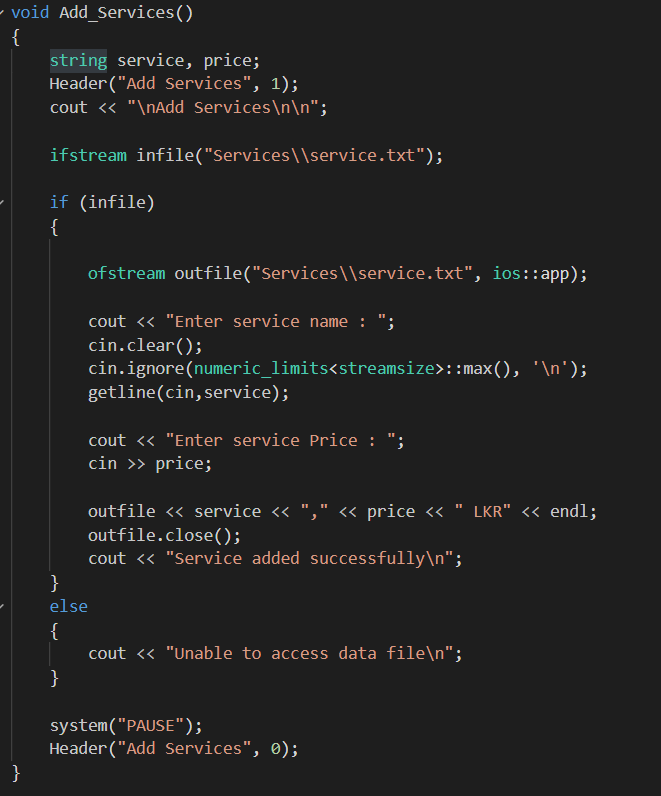 void Add_Services()
{
    string service, price;
    Header("Add Services", 1);
    cout << "\nAdd Services\n\n";

    ifstream infile("Services\\service.txt");

    if (infile)
    {

        ofstream outfile("Services\\service.txt", ios::app);

        cout << "Enter service name : ";
        cin.clear();
        cin.ignore(numeric_limits<streamsize>::max(), '\n');
        getline(cin,service);

        cout << "Enter service Price : ";
        cin >> price;

        outfile << service << "," << price << " LKR" << endl;
        outfile.close();
        cout << "Service added successfully\n";
    }
    else
    {
        cout << "Unable to access data file\n";
    }

    system("PAUSE");
    Header("Add Services", 0);
}